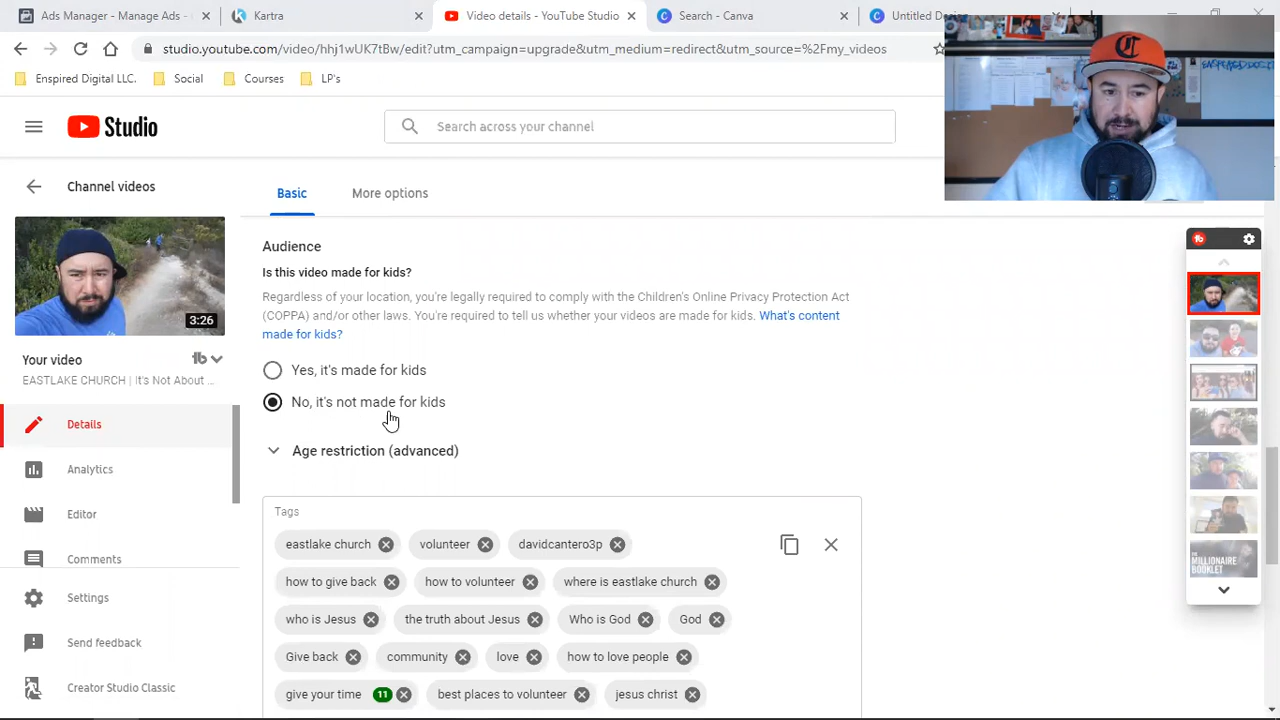 Ads Manager - Manage Ads
Kartra
Video details - YouTube Studio
Search - Canva
Untitled De
studio.youtube.com/video/
/edit?utm_campaign=upgrade&utm_medium=redirect&utm_source=%2Fmy_videos
Enspired Digital LLC.
Social
Courses
LP's
Studio
Search across your channel
Channel videos
Basic
More options
3:26
Your video
EASTLAKE CHURCH | It's Not About ...
Details
Analytics
Editor
Comments
Settings
Send feedback
Creator Studio Classic
Audience
Is this video made for kids?
Regardless of your location, you're legally required to comply with the Children's Online Privacy Protection Act
(COPPA) and/or other laws. You're required to tell us whether your videos are made for kids. What's content
made for kids?
Yes, it's made for kids
No, it's not made for kids
Age restriction (advanced)
Tags
eastlake church
volunteer
davidcantero3p
how to give back
how to volunteer
where is eastlake church
who is Jesus
the truth about Jesus
Who is God
God
Give back
community
love
how to love people
give your time 11
best places to volunteer
jesus christ
MILLIONAIRE
BOOKLET